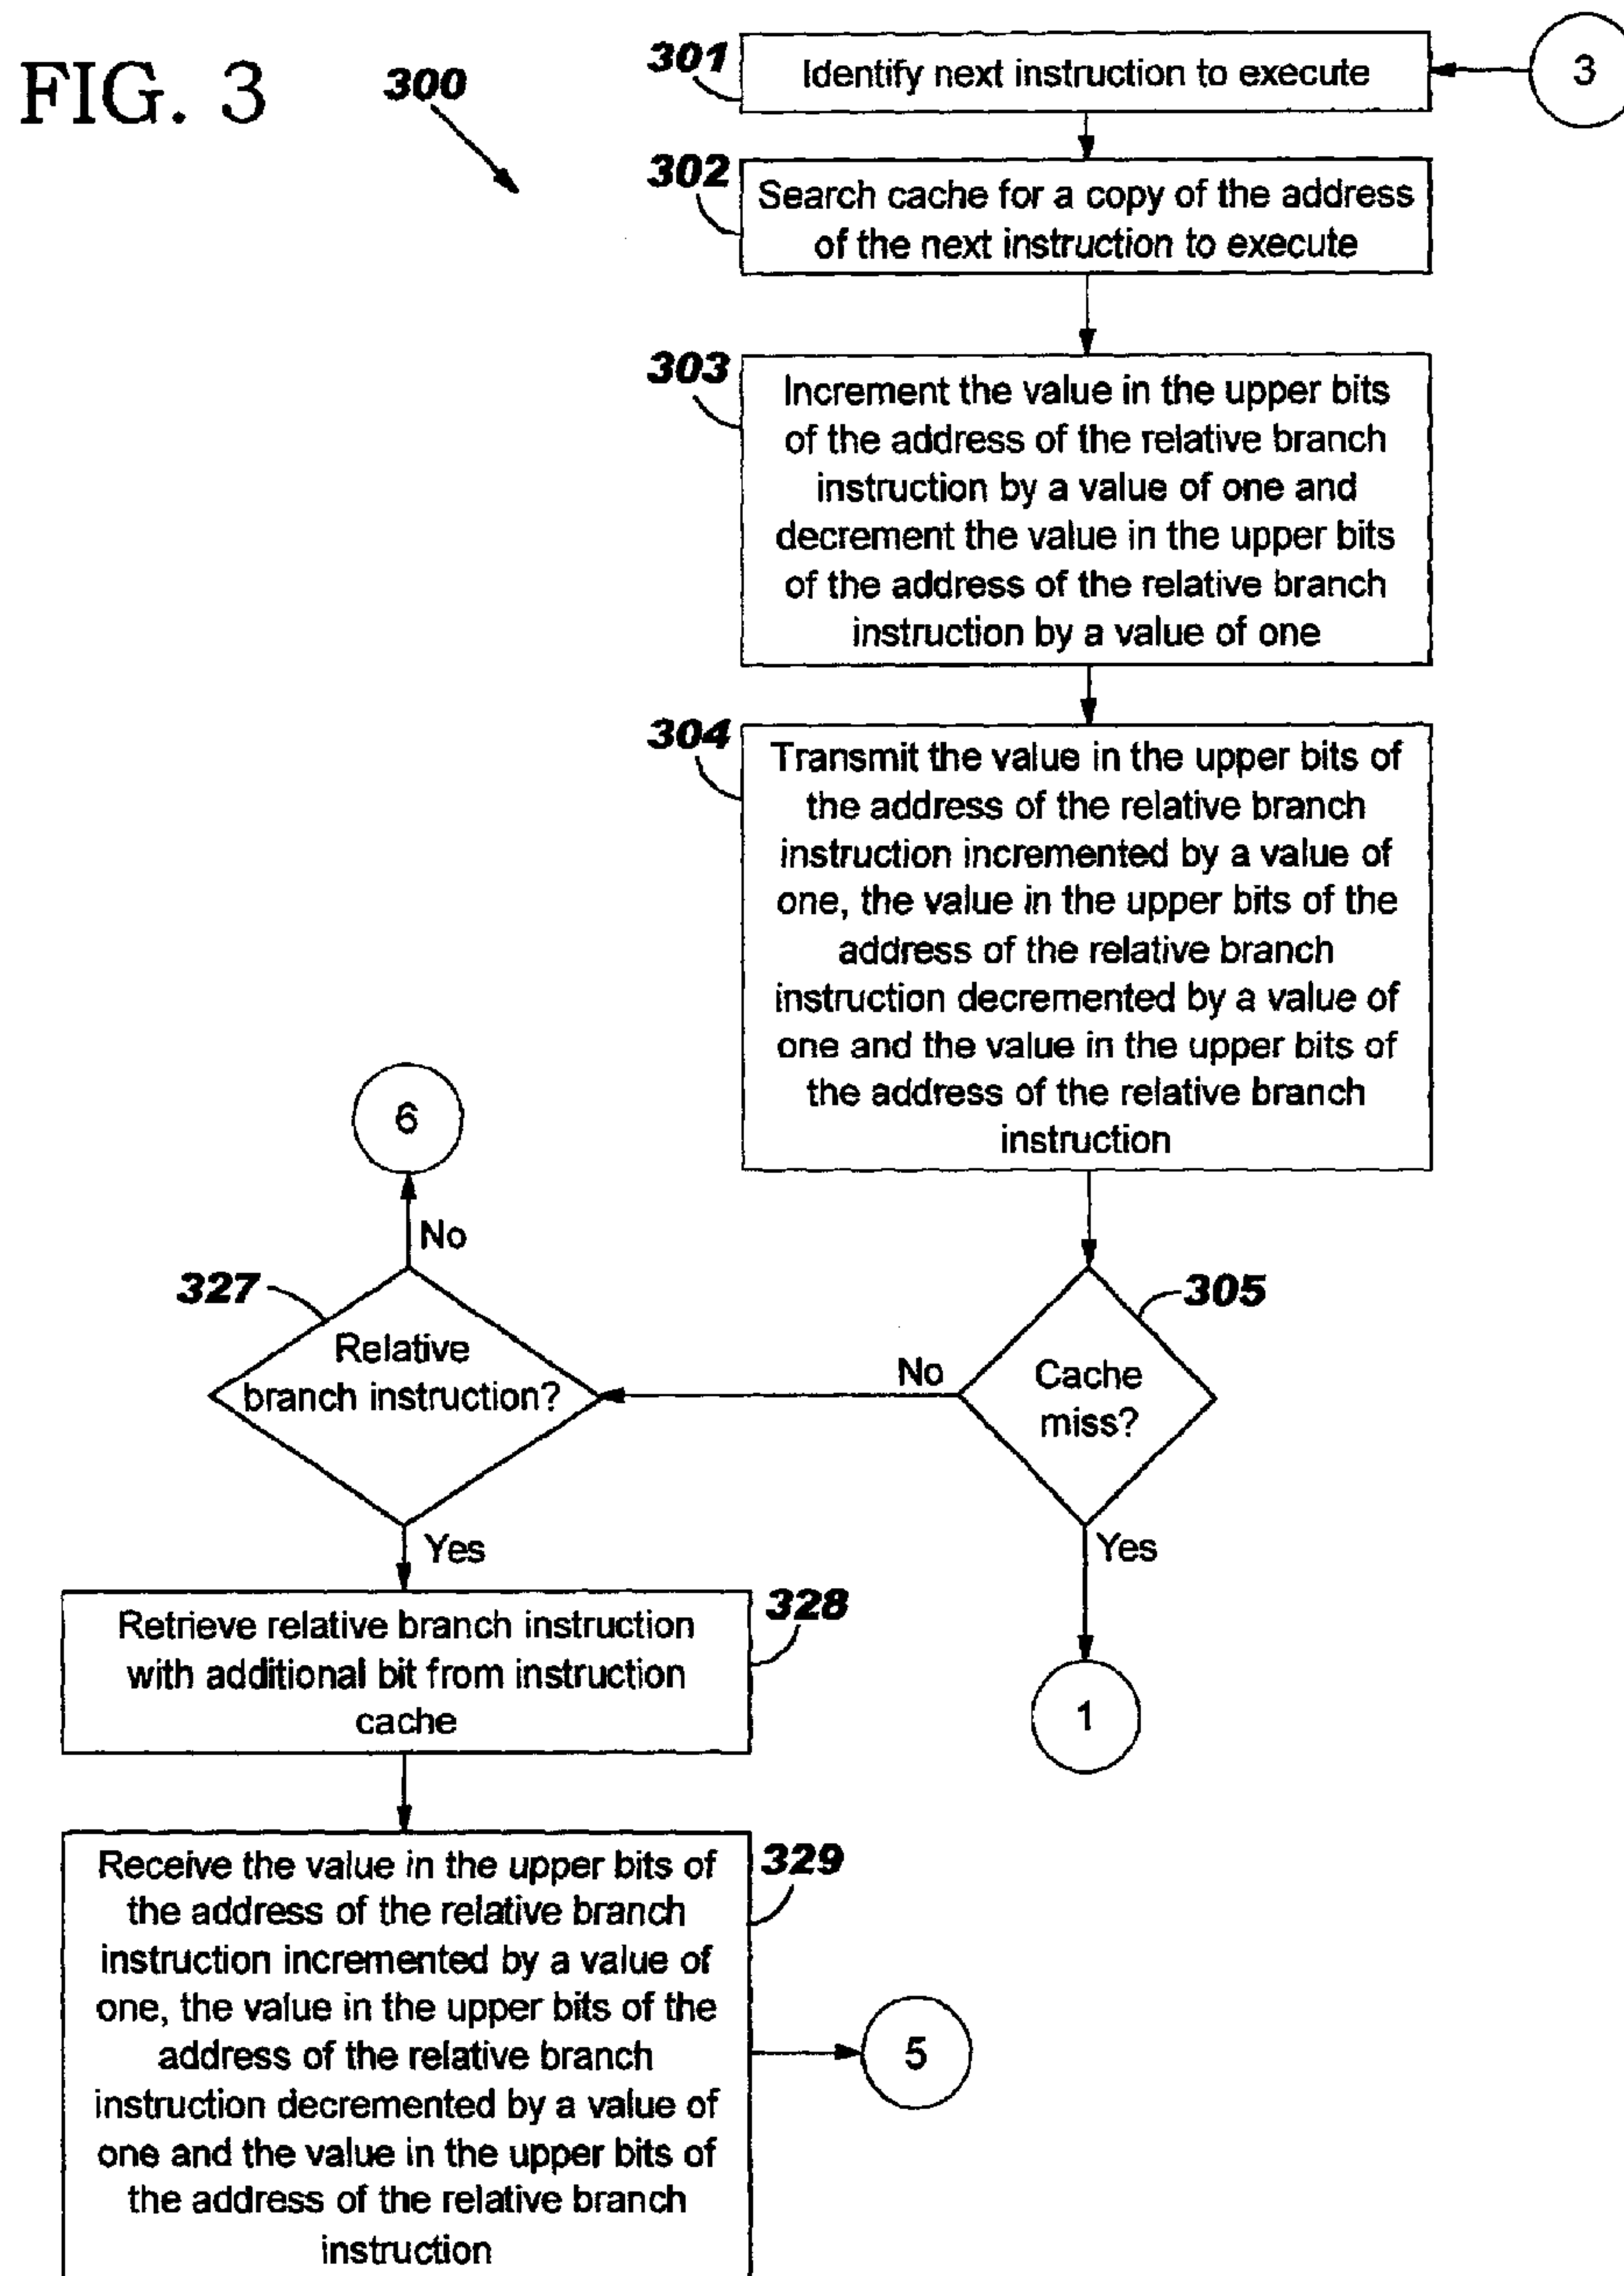 FIG. 3
300
301
Identify next instruction to execute
3
302
Search cache for a copy of the address
of the next instruction to execute
303
Increment the value in the upper bits
of the address of the relative branch
instruction by a value of one and
decrement the value in the upper bits
of the address of the relative branch
instruction by a value of one
304
Transmit the value in the upper bits of
the address of the relative branch
instruction incremented by a value of
one, the value in the upper bits of the
address of the relative branch
instruction decremented by a value of
one and the value in the upper bits of
the address of the relative branch
instruction
6
No
327
Relative
branch instruction?
No
305
Cache
miss?
Yes
Yes
328
Retrieve relative branch instruction
with additional bit from instruction
cache
1
329
Receive the value in the upper bits of
the address of the relative branch
instruction incremented by a value of
one, the value in the upper bits of the
address of the relative branch
instruction decremented by a value of
one and the value in the upper bits of
the address of the relative branch
instruction
5